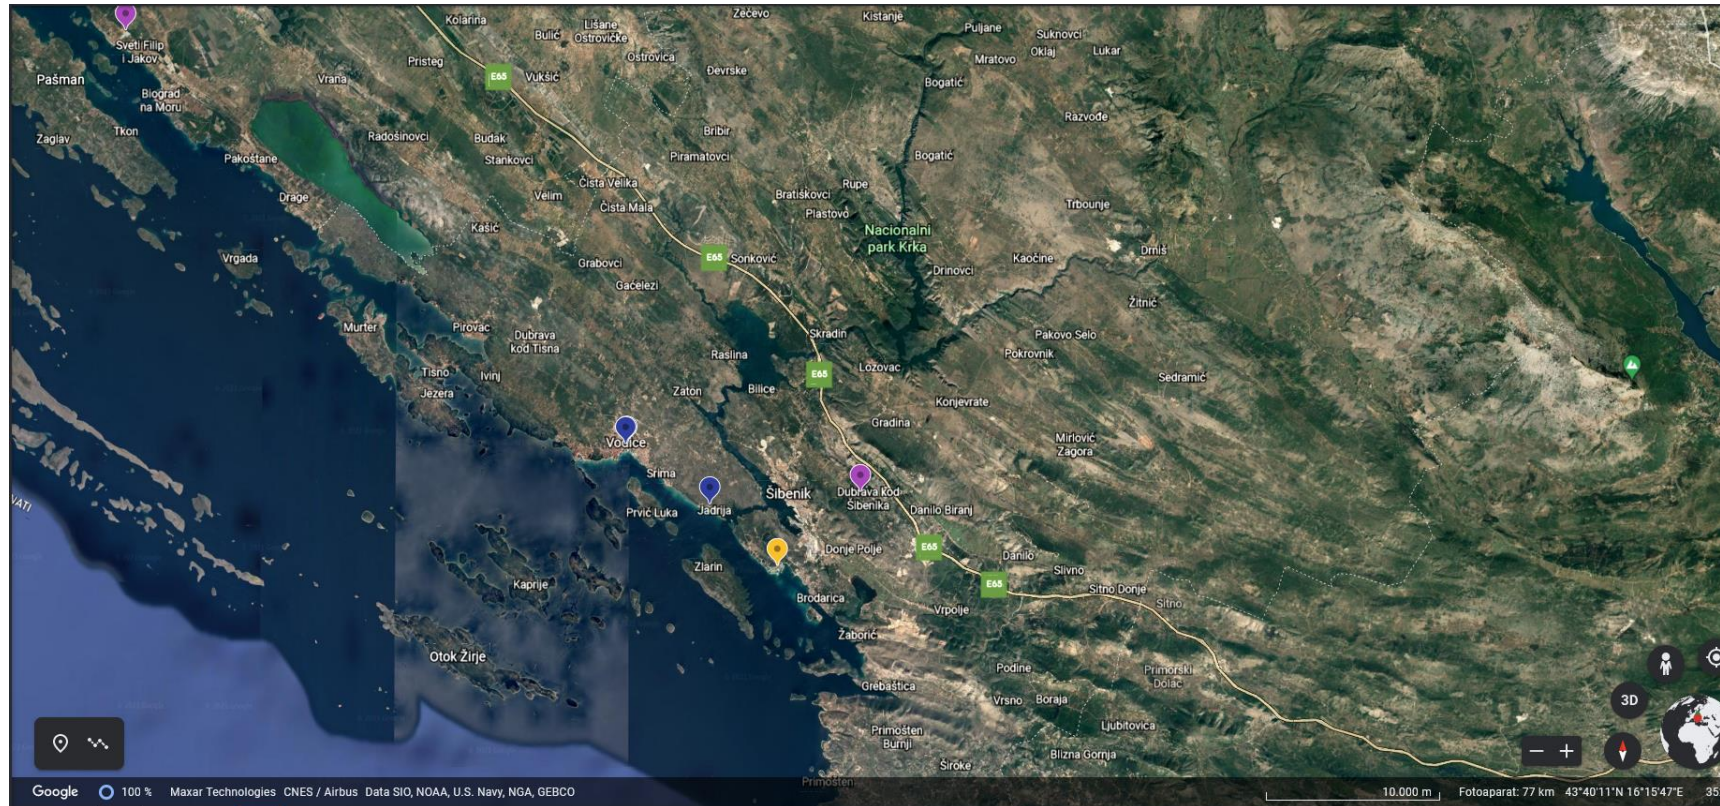 Kolarina
Lišane
Ostrovičke
Zečevo
Kistanje
Puljane
Bulić
Suknovci
Sveti Filip
i Jakov
Ostrovica
Mratovo
Oklaj
Lukar
Pristeg
Đevrske
Pašman
Vrana
E65
Vukšić
Bogatić
Biograd
na Moru
Razvođe
Zaglav
Tkon
Radošinovci
Budak
Bribir
Stankovci
Piramatovci
Bogatić
Pakoštane
Čista Velika
Rupe
Drage
Velim
Bratiškovci
Čista Mala
Plastovo
Trbounje
Kašić
Nacionalni
park Krka
Vrgada
Grabovci
E65
Sonković
Kaočine
Drniš
Gaćelezi
Drinovci
Žitnić
Murter
Pirovac
Dubrava
kod Tisna
Skradin
Pakovo Selo
Raslina
Pokrovnik
Tisno
Ivinj
E65
Lozovac
Sedramić
Jezera
Zaton
Bilice
Konjevrate
Gradina
Vodice
Mirlović
Zagora
Srima
Šibenik
Dubrava kod
Šibenika
VATI
Prvić Luka
Jadrija
Danilo Biranj
Donje Polje
E65
Danilo
Zlarin
Slivno
Kaprije
E65
Sitno Donje
Brodarica
Sitno
Vrpolje
Žaborić
Otok Žirje
Podine
Primorski
Dolac
Grebaštica
Vrsno
Boraja
3D
Primošten
Burnji
Ljubitovica
Blizna Gornja
Široke
Primošten
Google
100 %
Maxar Technologies CNES / Airbus Data SIO, NOAA, U.S. Navy, NGA, GEBCO
10.000 m
Fotoaparat: 77 km 43°40'11"N 16°15'47"E
35